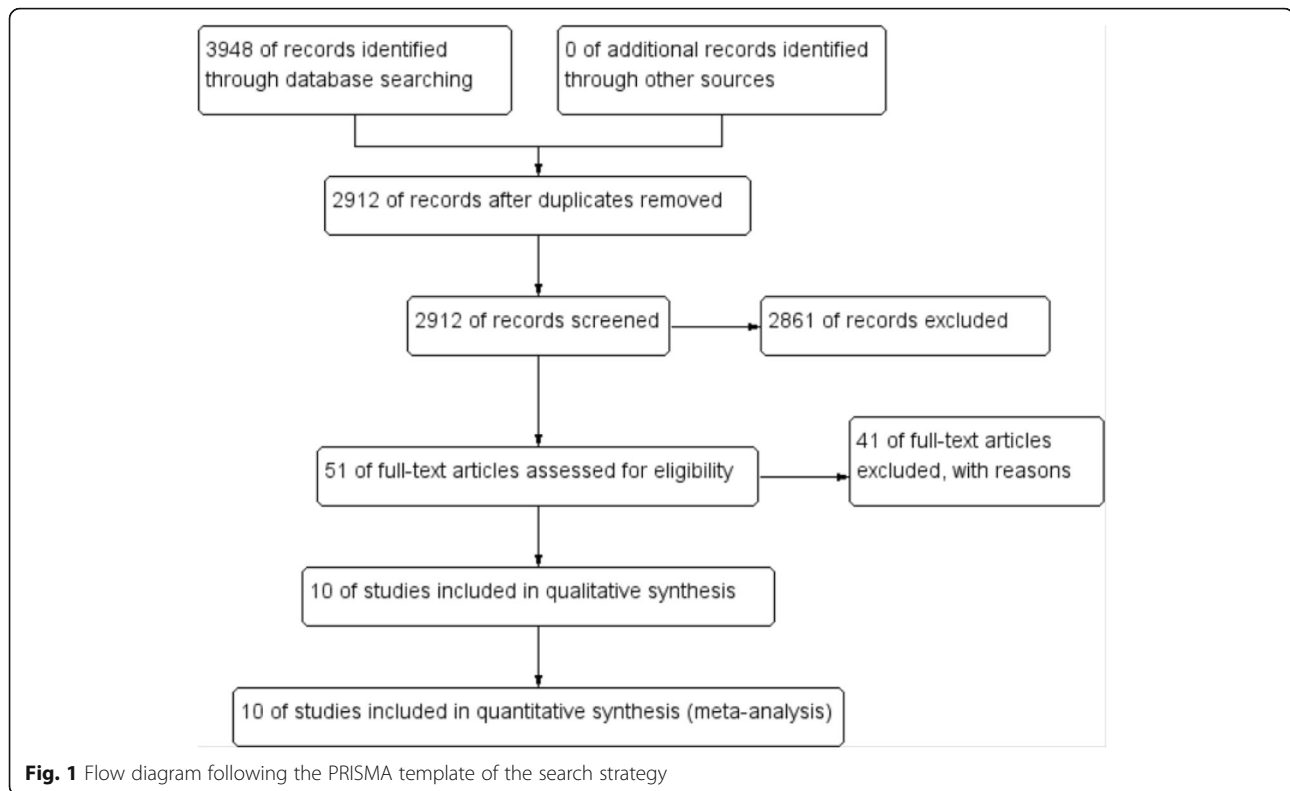 3948 of records identified
through database searching
0 of additional records identified
through other sources
2912 of records after duplicates removed
2912 of records screened
2861 of records excluded
51 of full-text articles assessed for eligibility
41 of full-text articles
excluded, with reasons
10 of studies included in qualitative synthesis
10 of studies included in quantitative synthesis (meta-analysis)
Fig. 1 Flow diagram following the PRISMA template of the search strategy